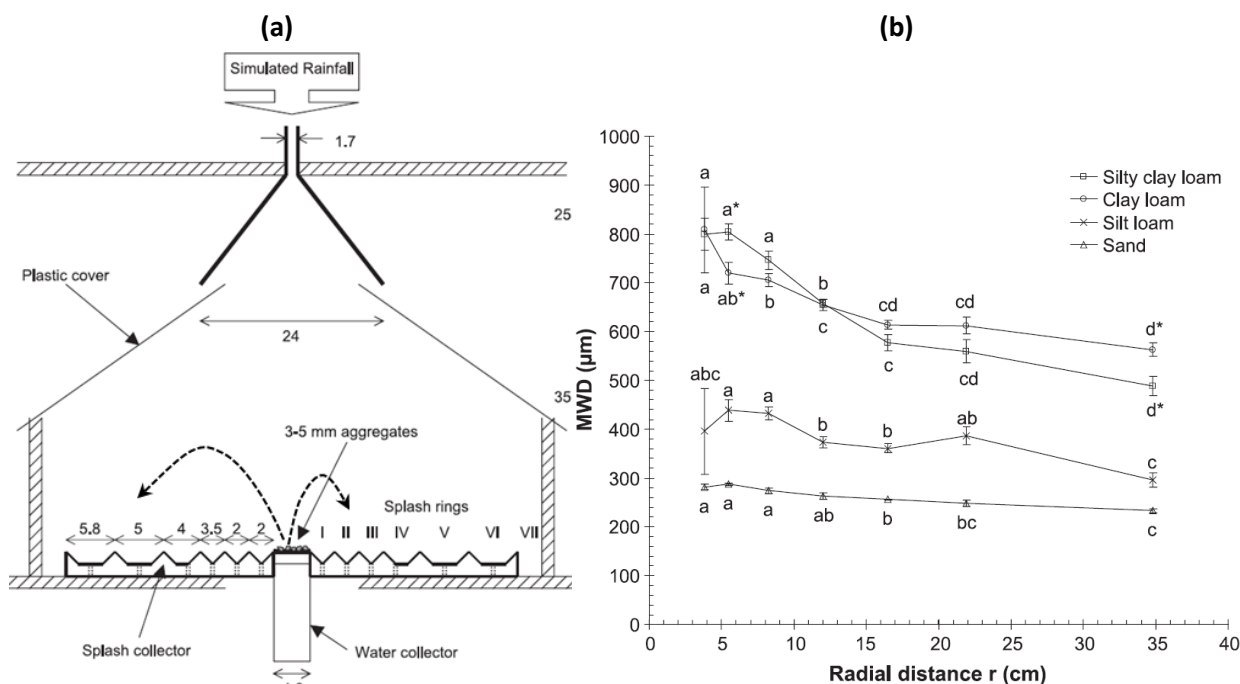 (a)
Simulated Rainfall
1.7
25
Plastic cover
24
35
3-5 mm aggregates
Splash rings
5.8 5 4 3.5 2 2 I II III IV V VI VII
Splash collector
Water collector
(b)
1000
900
800
700
600
500
400
300
200
100
0
MWD (µm)
Silty clay loam
Clay loam
Silt loam
Sand
a
a*
a
a
ab*
b
b
c
cd
cd
d*
c
cd
d*
abc
a
a
b
b
ab
c
a
a
a
ab
b
bc
c
0 5 10 15 20 25 30 35 40
Radial distance r (cm)